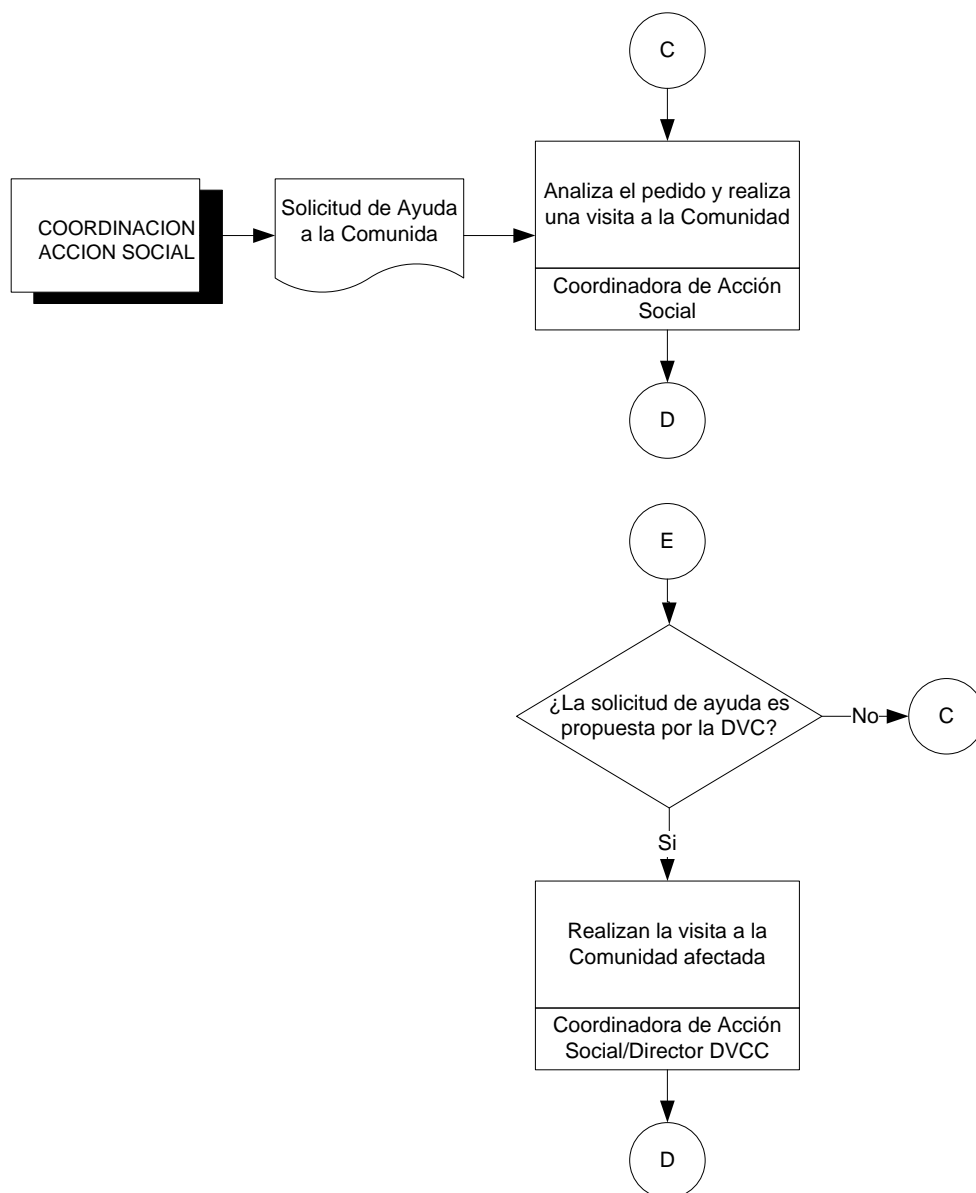 C
COORDINACION
ACCION SOCIAL
Solicitud de Ayuda
a la Comunida
Analiza el pedido y realiza
una visita a la Comunidad
Coordinadora de Acción
Social
D
E
¿La solicitud de ayuda es
propuesta por la DVC?
No
C
Si
Realizan la visita a la
Comunidad afectada
Coordinadora de Acción
Social/Director DVCC
D